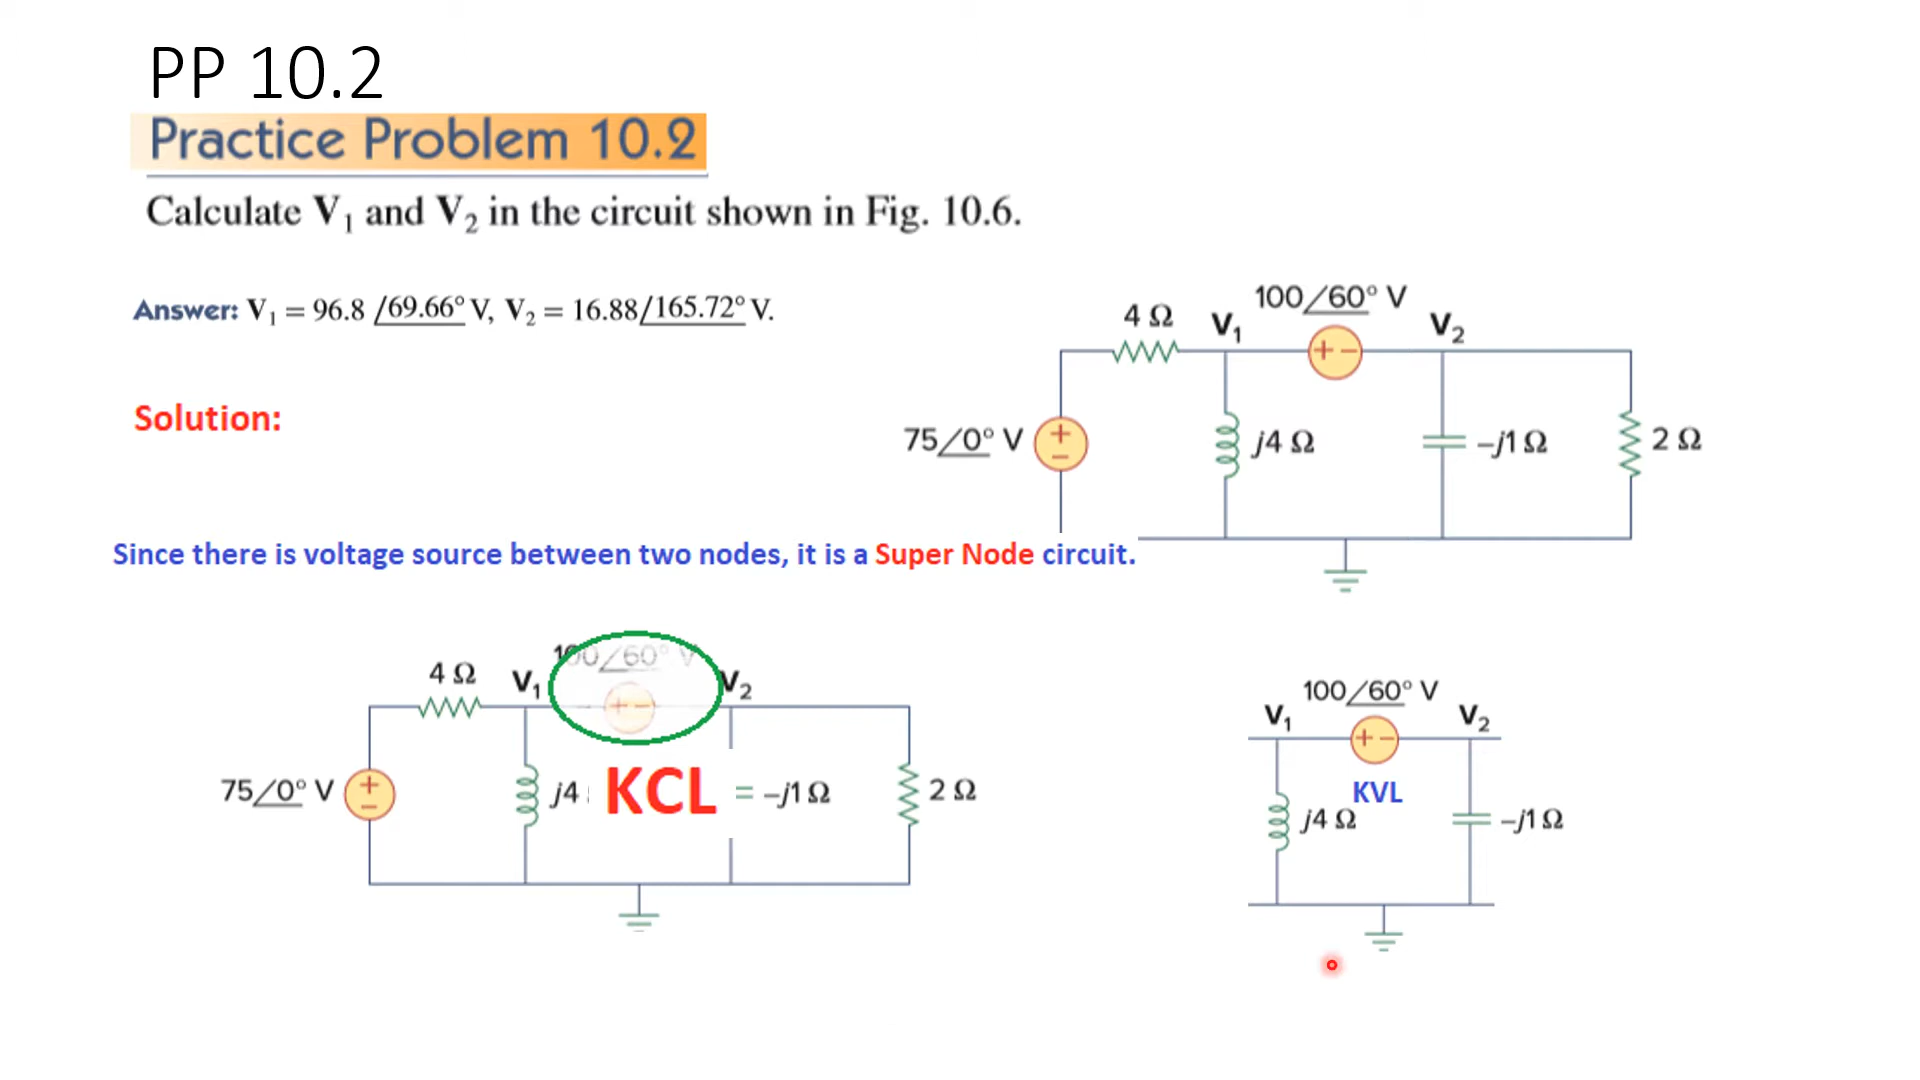 PP 10.2
Practice Problem 10.2
Calculate V1 and V2 in the circuit shown in Fig. 10.6.
Answer: V1 = 96.8 /69.66° V, V2 = 16.88/165.72° V.
Solution:
100/60° V
4 Ω V1 V2
+ −
75/0° V + − j4 Ω −j1 Ω 2 Ω
Since there is voltage source between two nodes, it is a Super Node circuit.
100/60° V
4 Ω V1 V2
+ −
75/0° V + − j4 KCL −j1 Ω 2 Ω
100/60° V
V1 V2
+ −
KVL
j4 Ω −j1 Ω